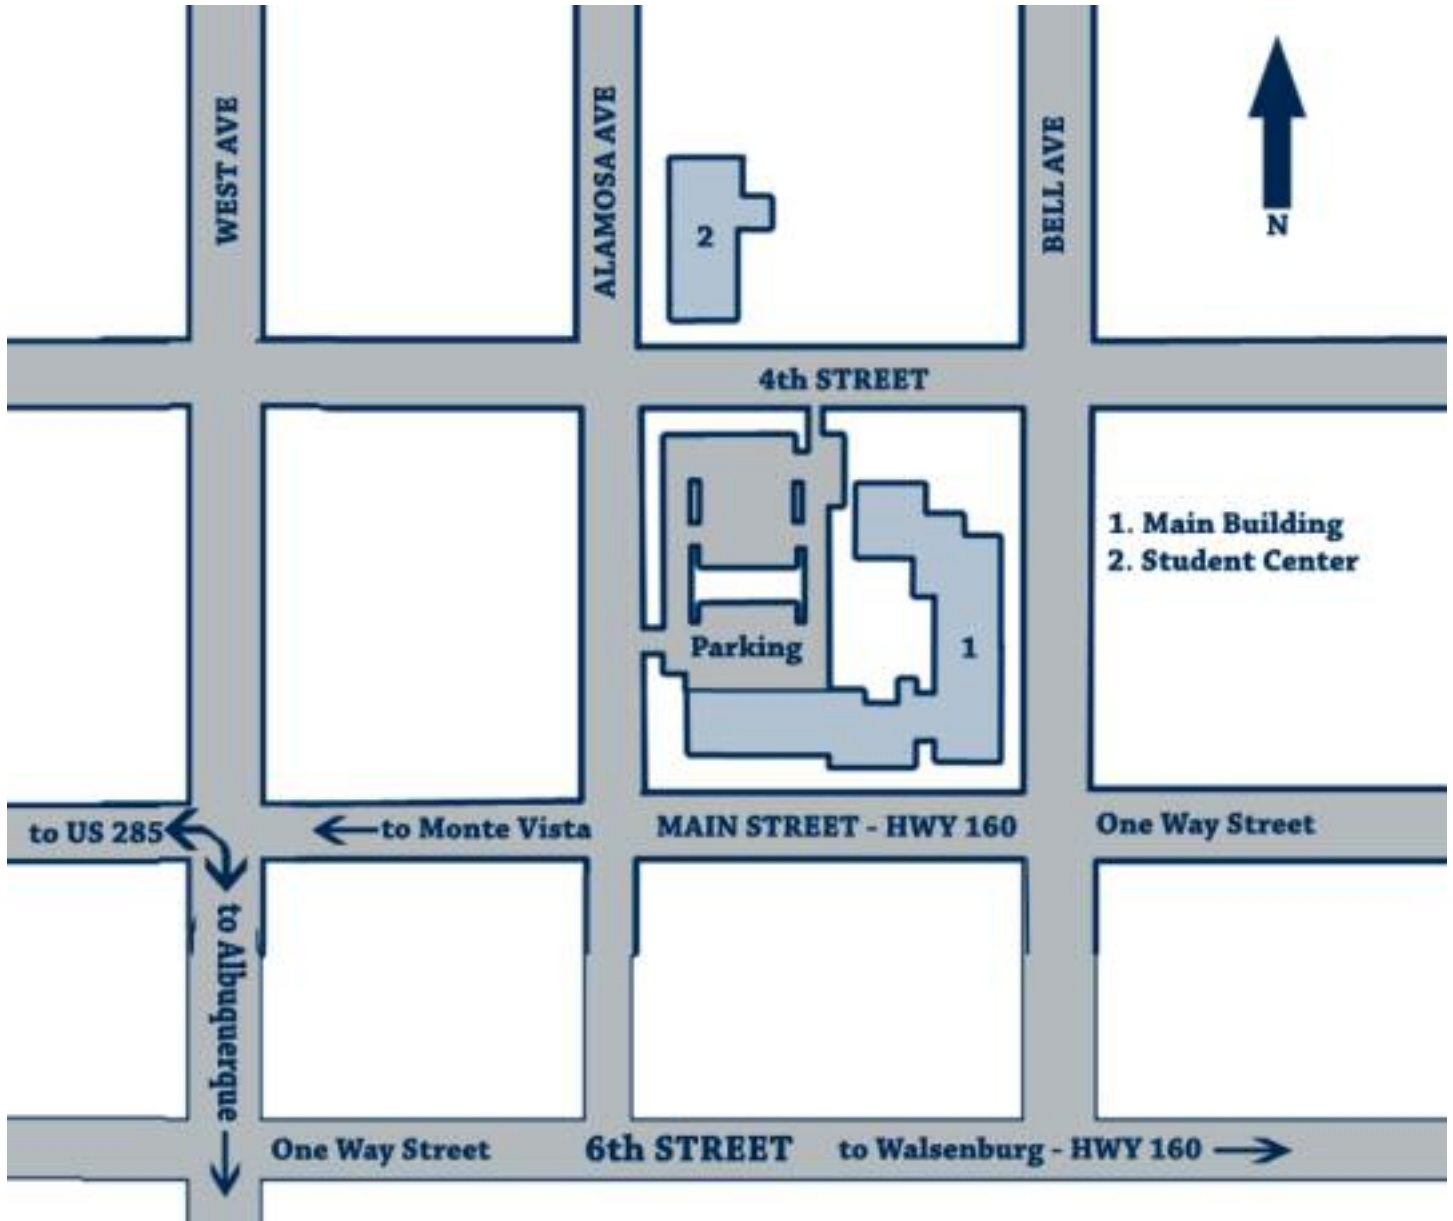 WEST AVE
ALAMOSA AVE
BELL AVE
N
2
4th STREET
1. Main Building
2. Student Center
Parking
1
to US 285
to Monte Vista
MAIN STREET - HWY 160
One Way Street
to Albuquerque
One Way Street
6th STREET
to Walsenburg - HWY 160